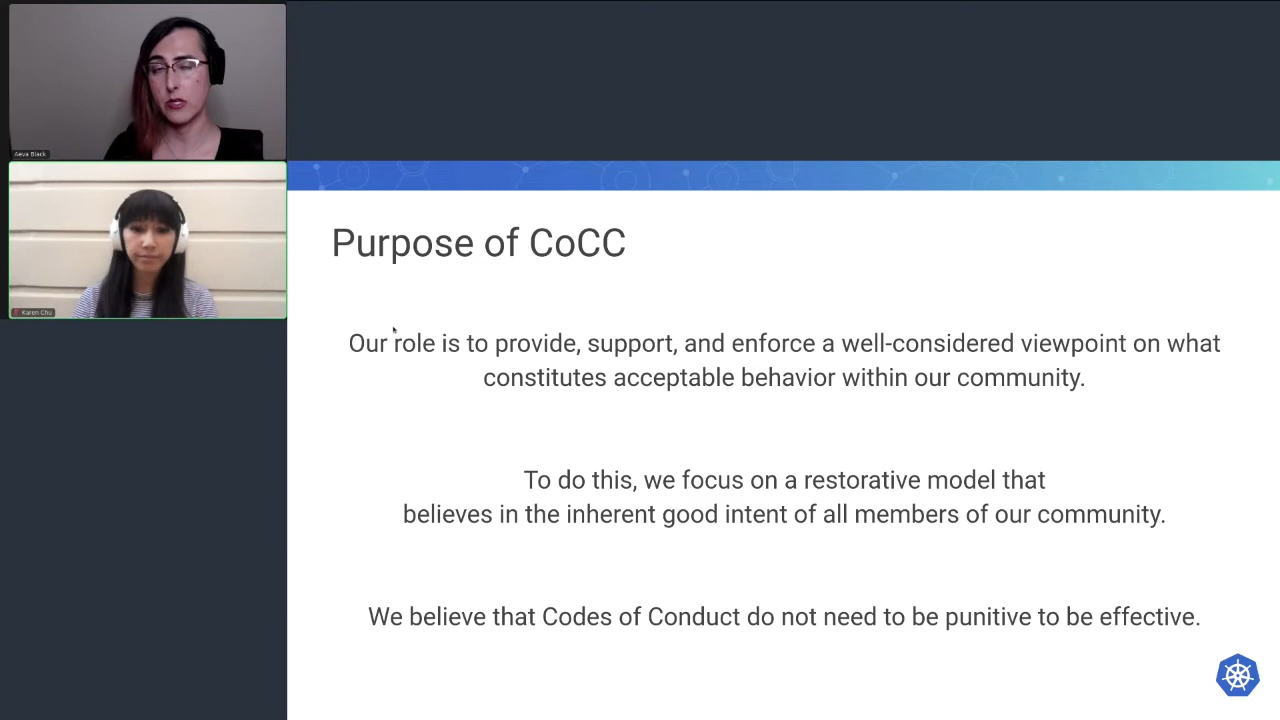 Aeva Black
Karen Chu
Purpose of CoCC
Our role is to provide, support, and enforce a well-considered viewpoint on what
constitutes acceptable behavior within our community.
To do this, we focus on a restorative model that
believes in the inherent good intent of all members of our community.
We believe that Codes of Conduct do not need to be punitive to be effective.